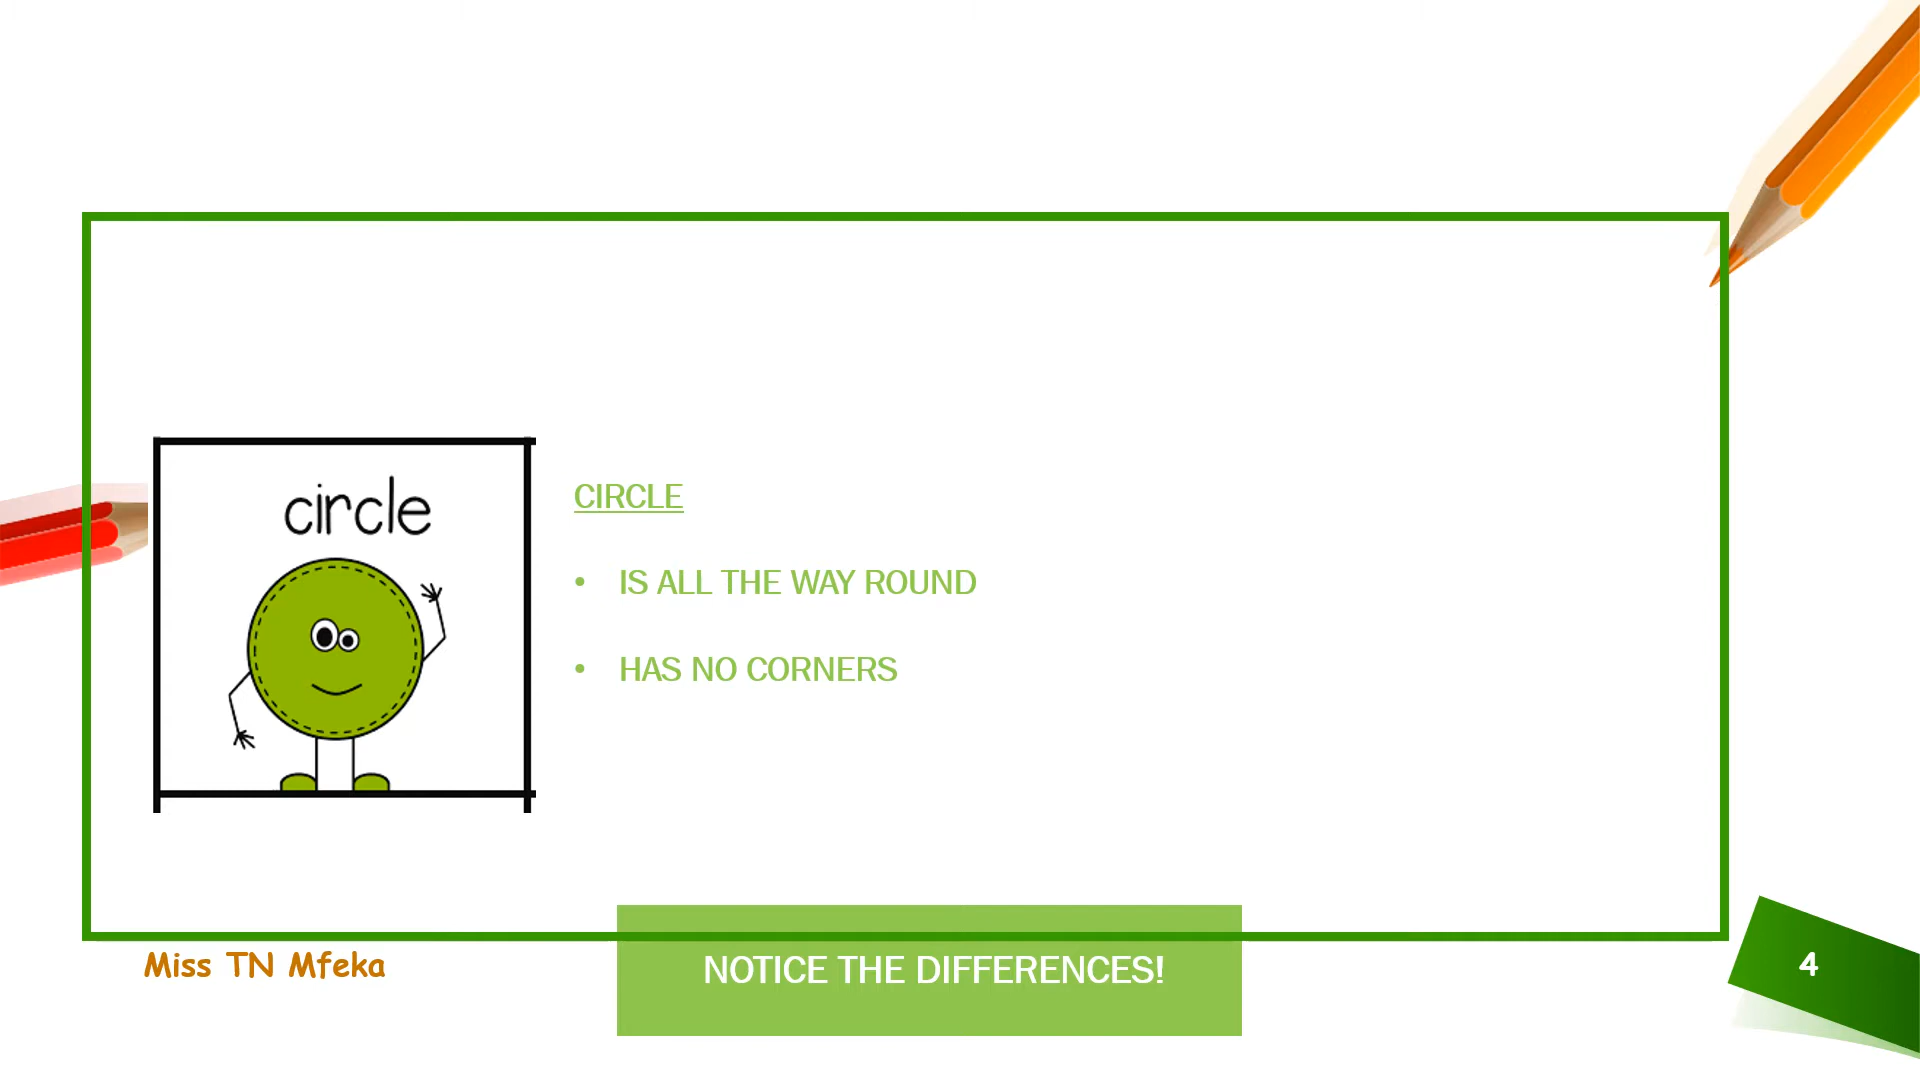 circle
CIRCLE
• IS ALL THE WAY ROUND
• HAS NO CORNERS
Miss TN Mfeka
NOTICE THE DIFFERENCES!
4